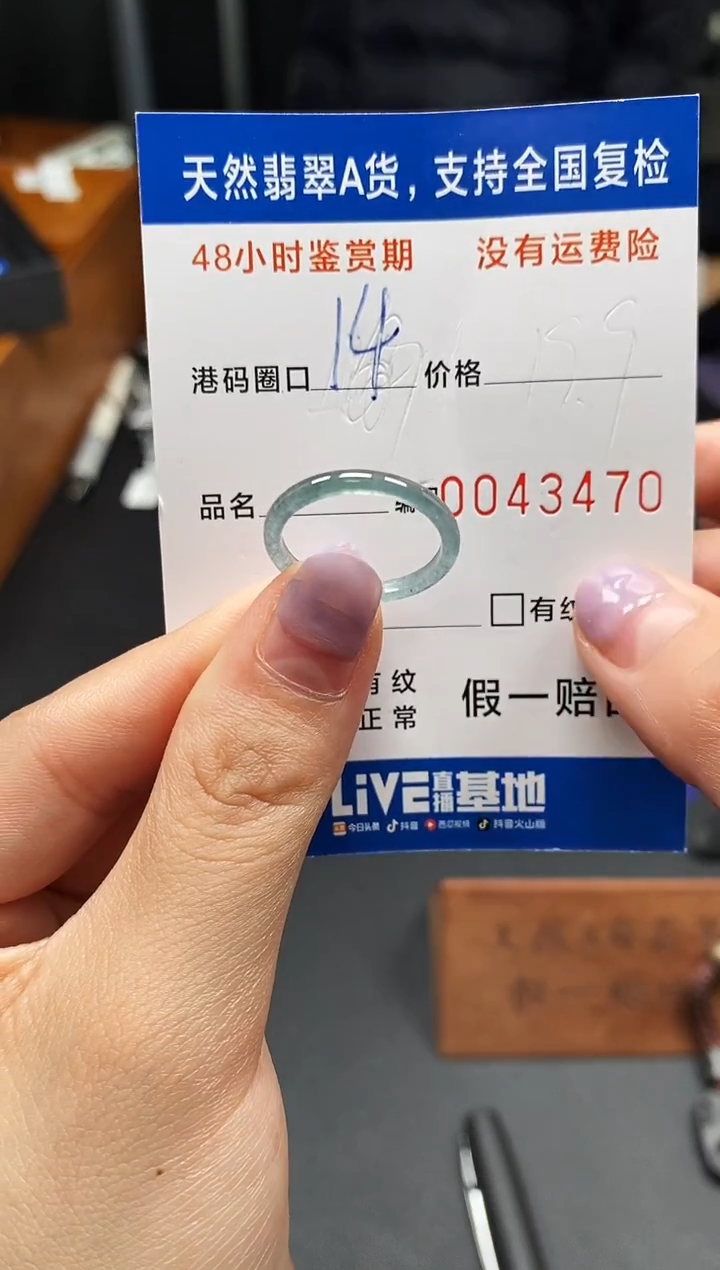 天然翡翠A货，支持全国复检
48小时鉴赏期 没有运费险
港码圈口 14 价格
品名 0043470
□有纹
有纹
正常 假一赔
LiVE直播基地
今日头条 抖音 西瓜视频 抖音火山版